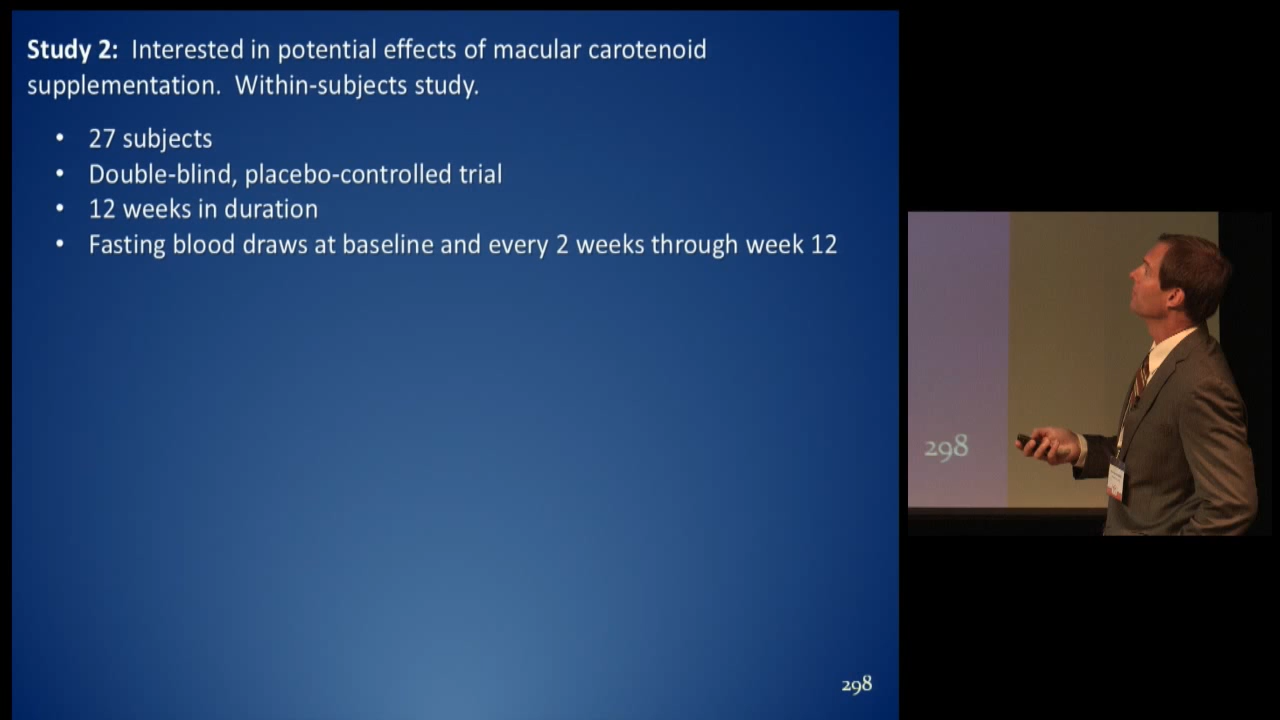 Study 2: Interested in potential effects of macular carotenoid
supplementation. Within-subjects study.
• 27 subjects
• Double-blind, placebo-controlled trial
• 12 weeks in duration
• Fasting blood draws at baseline and every 2 weeks through week 12
298
298